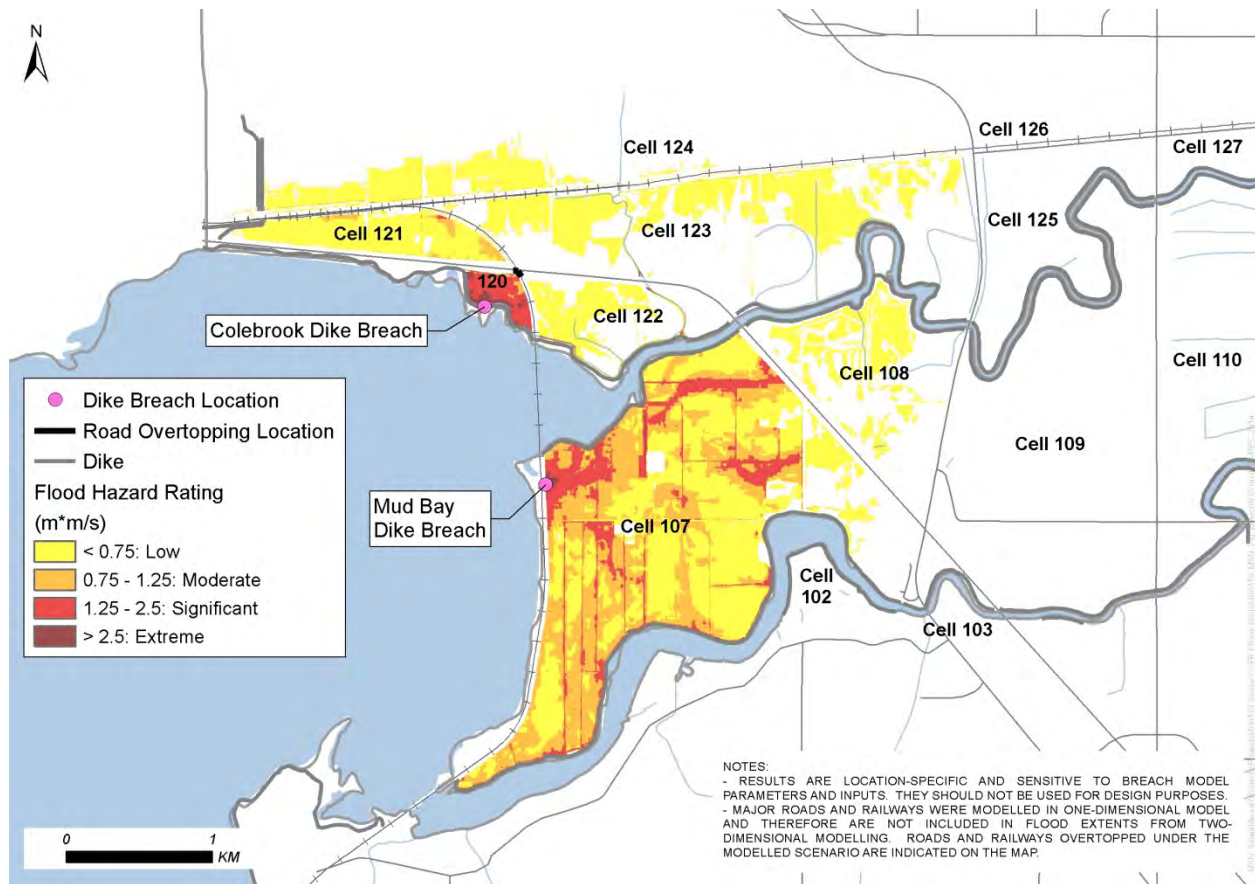 N
Cell 126
Cell 124
Cell 127
Cell 125
Cell 121
Cell 123
120
Cell 122
Colebrook Dike Breach
Cell 110
Cell 108
Dike Breach Location
Road Overtopping Location
Dike
Flood Hazard Rating
(m*m/s)
< 0.75: Low
0.75 - 1.25: Moderate
1.25 - 2.5: Significant
> 2.5: Extreme
Cell 109
Mud Bay
Dike Breach
Cell 107
Cell
102
Cell 103
NOTES:
- RESULTS ARE LOCATION-SPECIFIC AND SENSITIVE TO BREACH MODEL
PARAMETERS AND INPUTS. THEY SHOULD NOT BE USED FOR DESIGN PURPOSES.
- MAJOR ROADS AND RAILWAYS WERE MODELLED IN ONE-DIMENSIONAL MODEL
AND THEREFORE ARE NOT INCLUDED IN FLOOD EXTENTS FROM TWO-
DIMENSIONAL MODELLING. ROADS AND RAILWAYS OVERTOPPED UNDER THE
MODELLED SCENARIO ARE INDICATED ON THE MAP.
0 1
KM